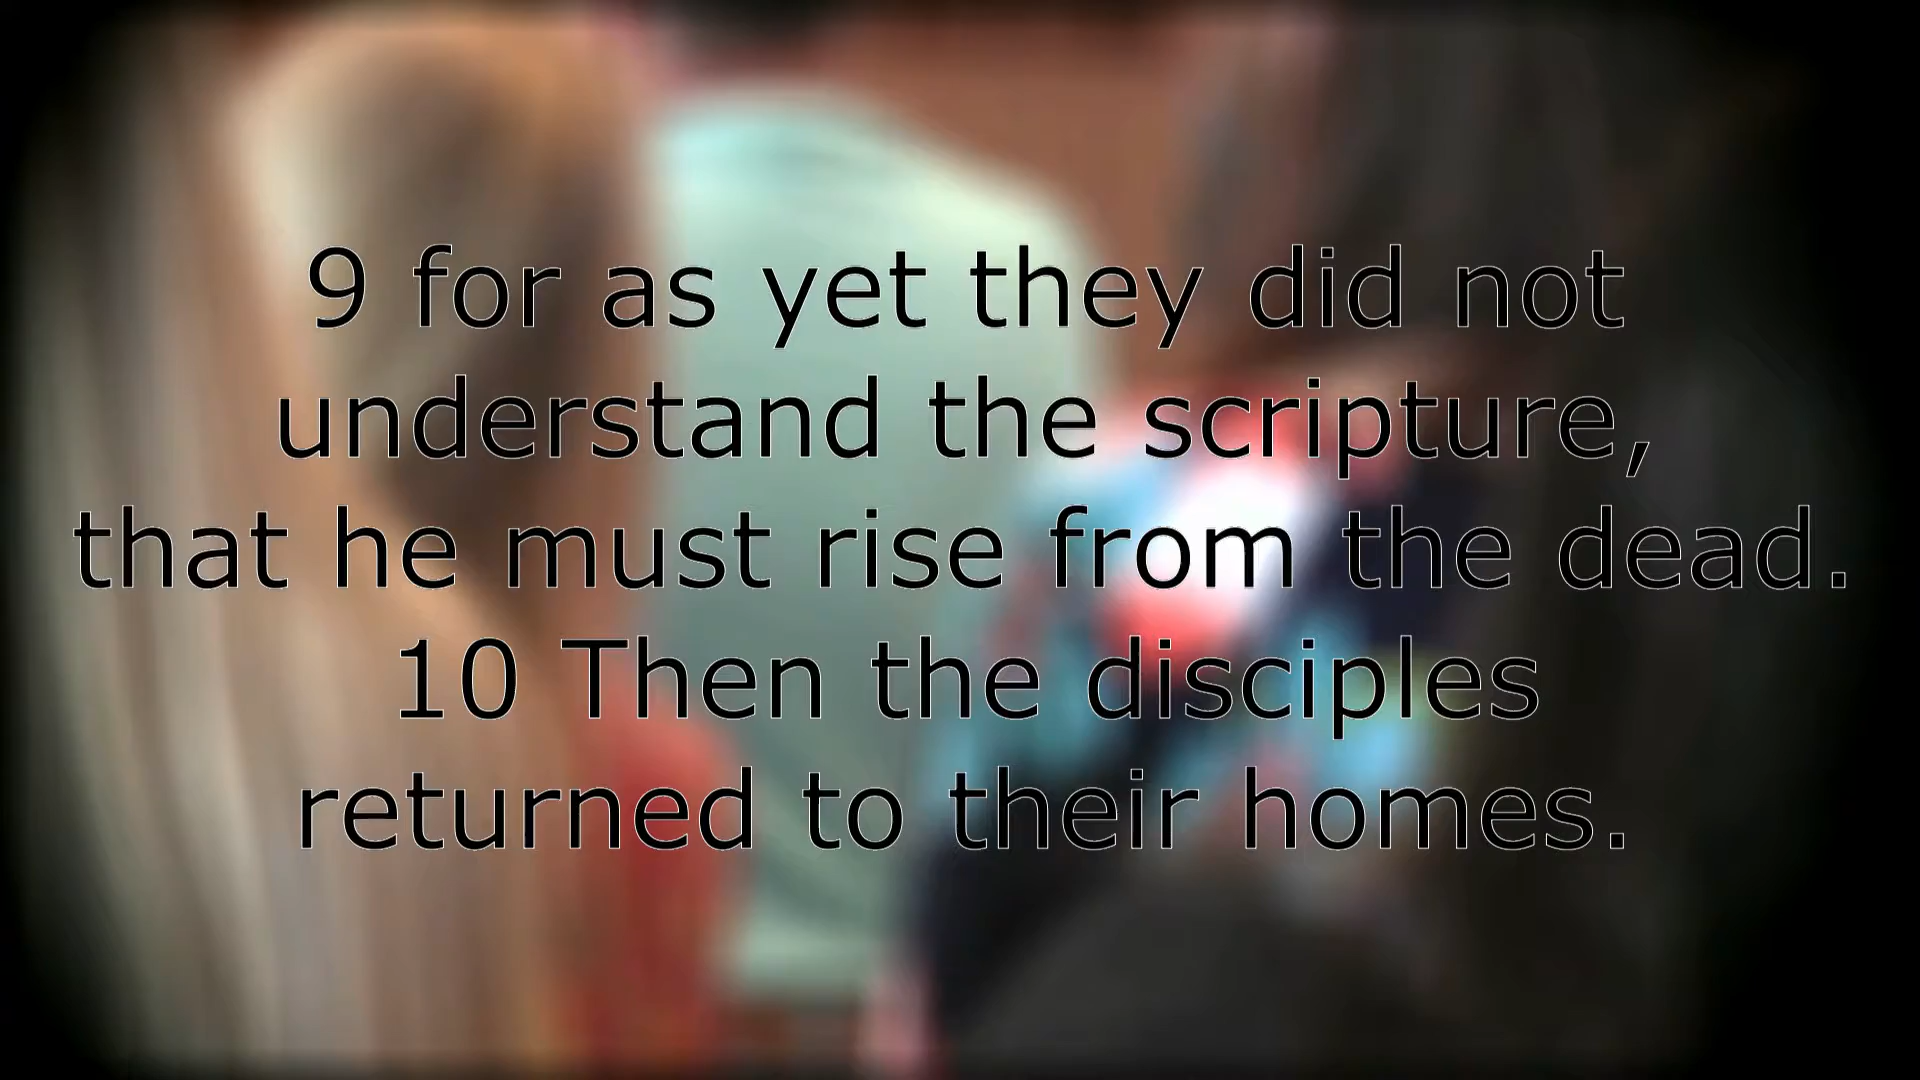 9 for as yet they did not
understand the scripture,
that he must rise from the dead.
10 Then the disciples
returned to their homes.